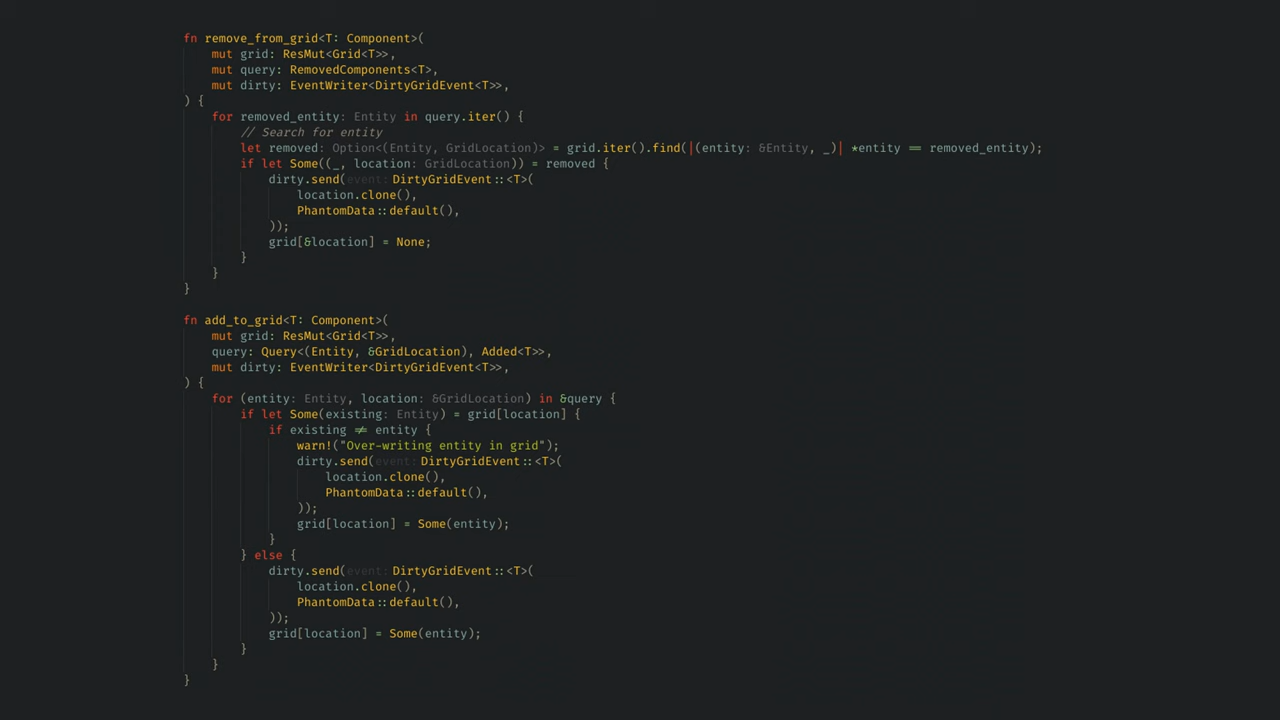 fn remove_from_grid<T: Component>(
    mut grid: ResMut<Grid<T>>,
    mut query: RemovedComponents<T>,
    mut dirty: EventWriter<DirtyGridEvent<T>>,
) {
    for removed_entity: Entity in query.iter() {
        // Search for entity
        let removed: Option<(Entity, GridLocation)> = grid.iter().find(|(entity: &Entity, _)| *entity == removed_entity);
        if let Some((_, location: GridLocation)) = removed {
            dirty.send(event: DirtyGridEvent::<T>(
                location.clone(),
                PhantomData::default(),
            ));
            grid[&location] = None;
        }
    }
}
fn add_to_grid<T: Component>(
    mut grid: ResMut<Grid<T>>,
    query: Query<(Entity, &GridLocation), Added<T>>,
    mut dirty: EventWriter<DirtyGridEvent<T>>,
) {
    for (entity: Entity, location: &GridLocation) in &query {
        if let Some(existing: Entity) = grid[location] {
            if existing != entity {
                warn!("Over-writing entity in grid");
                dirty.send(event: DirtyGridEvent::<T>(
                    location.clone(),
                    PhantomData::default(),
                ));
                grid[location] = Some(entity);
            }
        } else {
            dirty.send(event: DirtyGridEvent::<T>(
                location.clone(),
                PhantomData::default(),
            ));
            grid[location] = Some(entity);
        }
    }
}